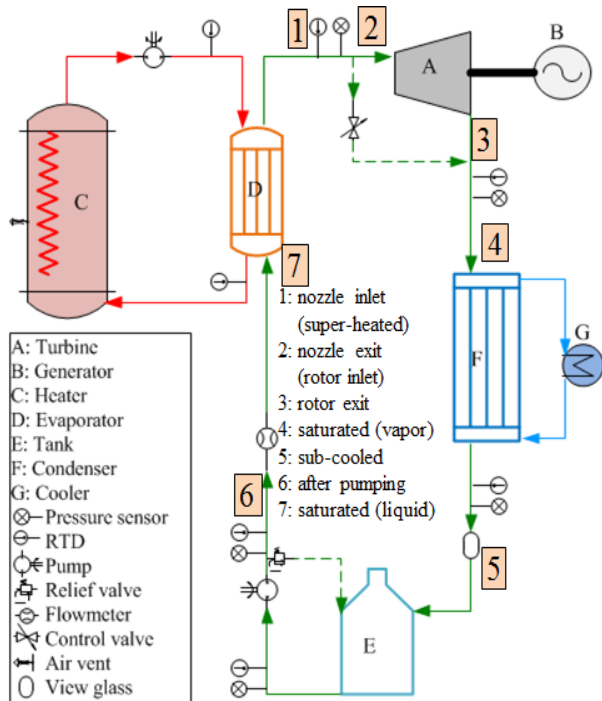 1
2
A
B
3
C
D
4
7
1: nozzle inlet
(super-heated)
2: nozzle exit
(rotor inlet)
3: rotor exit
4: saturated (vapor)
5: sub-cooled
6: after pumping
7: saturated (liquid)
F
G
A: Turbine
B: Generator
C: Heater
D: Evaporator
E: Tank
F: Condenser
G: Cooler
Pressure sensor
RTD
Pump
Relief valve
Flowmeter
Control valve
Air vent
View glass
6
5
E